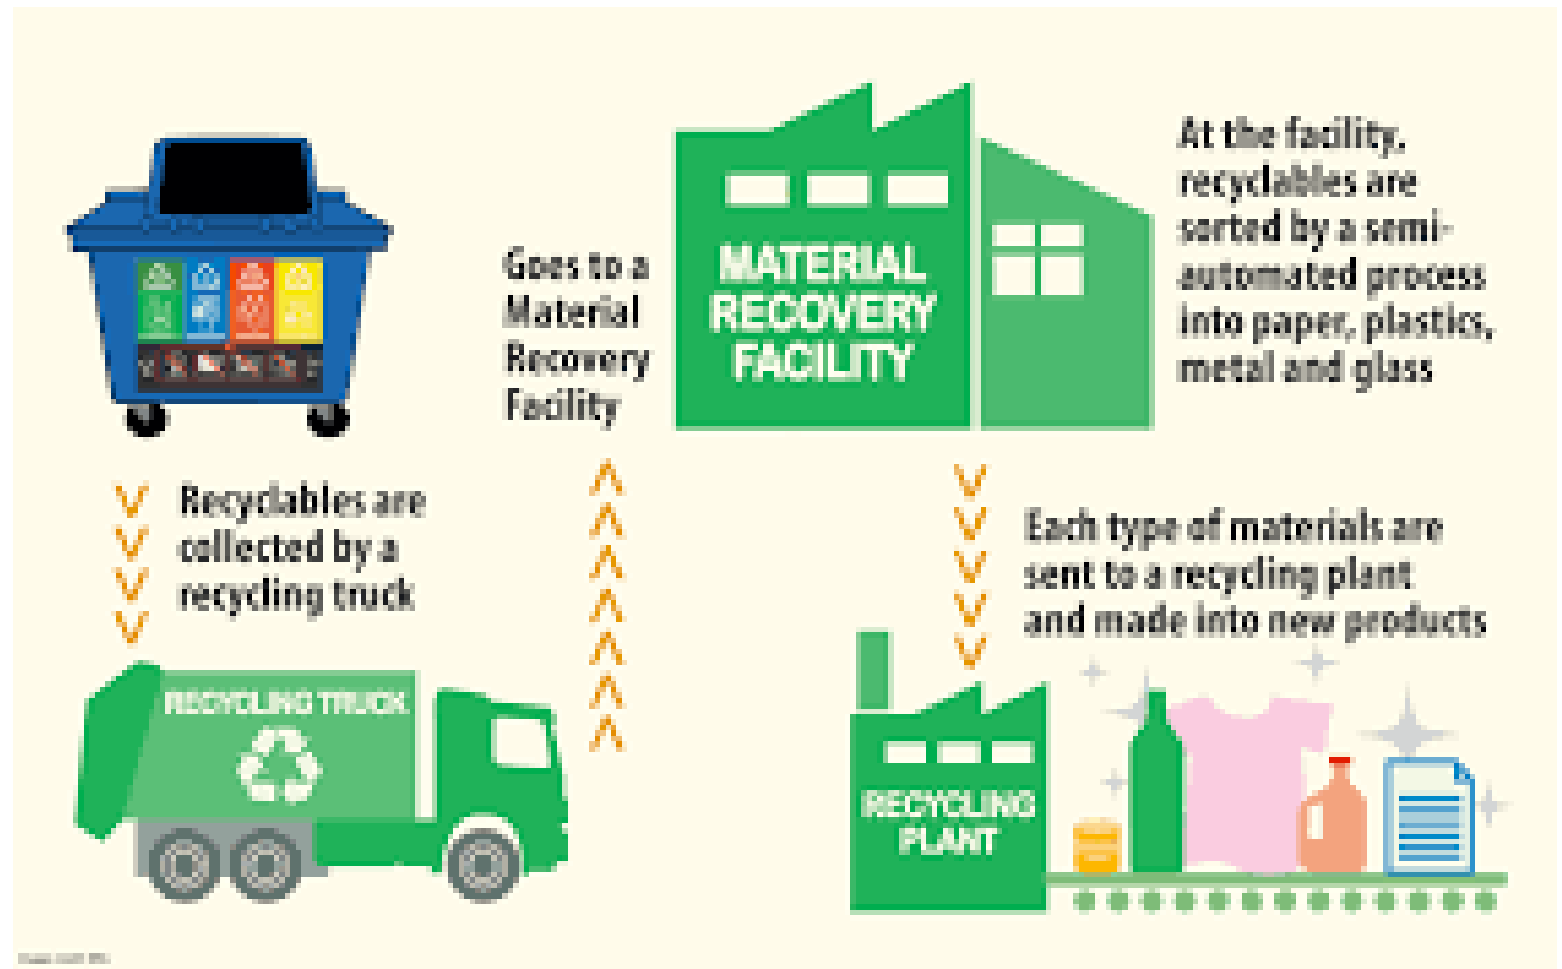 Recyclables are
collected by a
recycling truck
RECYCLING TRUCK
Goes to a
Material
Recovery
Facility
MATERIAL
RECOVERY
FACILITY
At the facility,
recyclables are
sorted by a semi-
automated process
into paper, plastics,
metal and glass
Each type of materials are
sent to a recycling plant
and made into new products
RECYCLING
PLANT